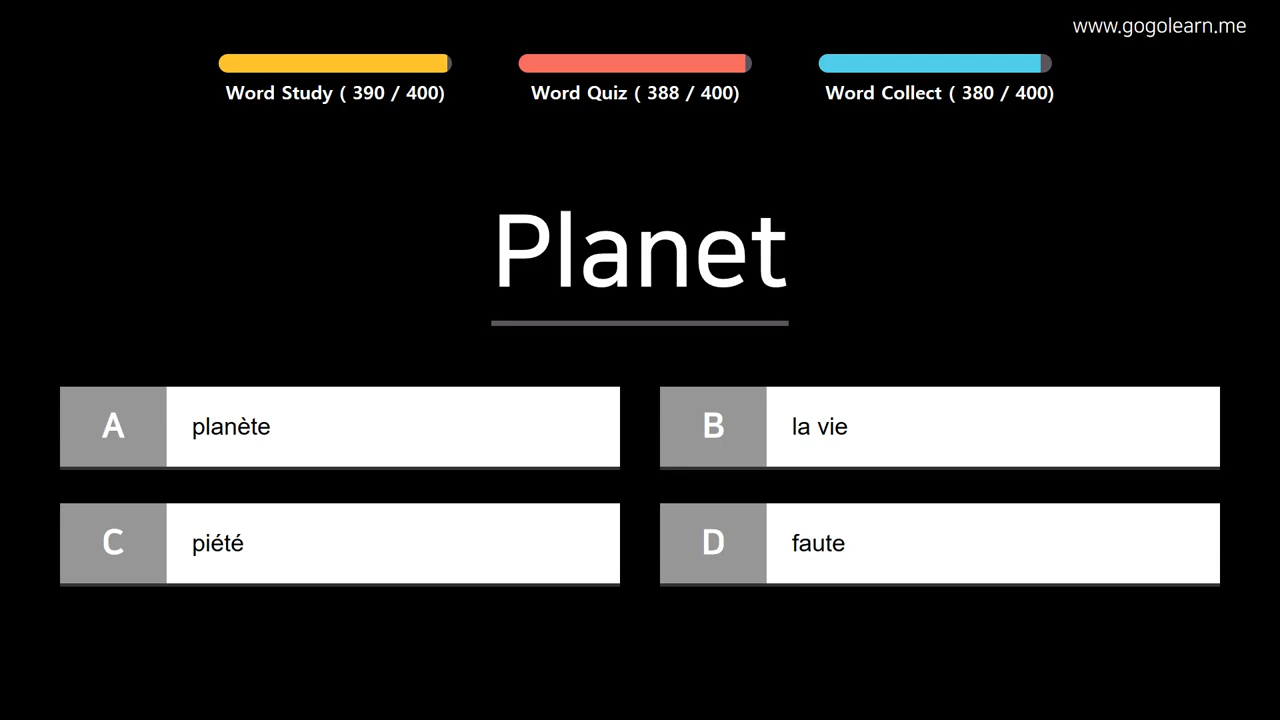 www.gogolearn.me
Word Study ( 390 / 400)
Word Quiz ( 388 / 400)
Word Collect ( 380 / 400)
Planet
A planète
B la vie
C piété
D faute